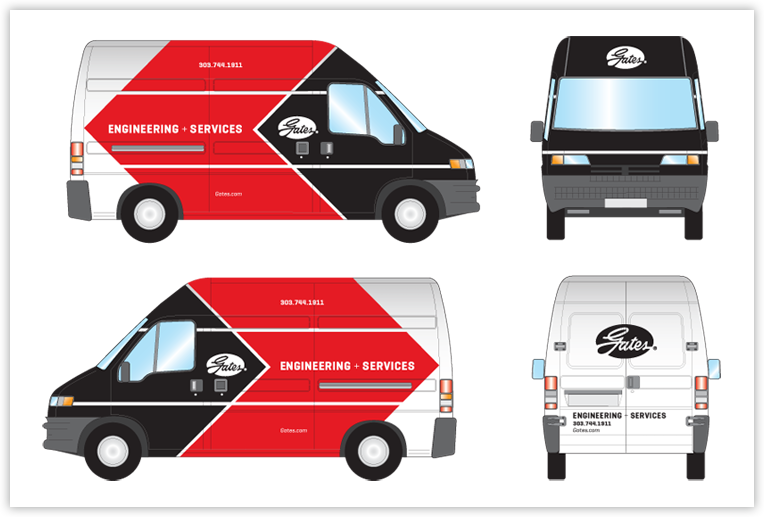 303.744.1911
ENGINEERING + SERVICES
Gates.
Gates.com
Gates.
303.744.1911
Gates.
ENGINEERING + SERVICES
Gates.com
Gates.
ENGINEERING + SERVICES
303.744.1911
Gates.com